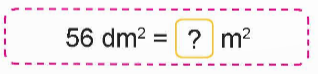 56 dm² = ? m²